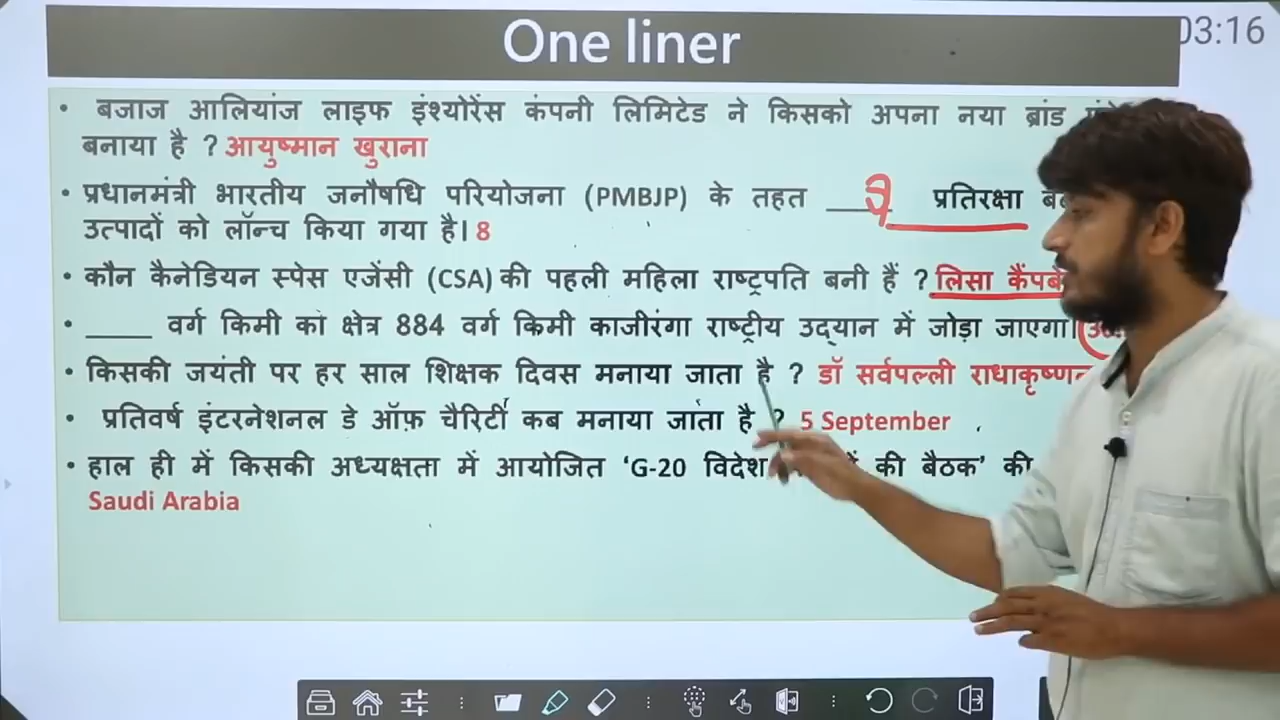 One liner
03:16
• बजाज आलियांज लाइफ इंश्योरेंस कंपनी लिमिटेड ने किसको अपना नया ब्रांड
बनाया है ? आयुष्मान खुराना
• प्रधानमंत्री भारतीय जनौषधि परियोजना (PMBJP) के तहत ____ प्रतिरक्षा
उत्पादों को लॉन्च किया गया है। 8
• कौन कैनेडियन स्पेस एजेंसी (CSA) की पहली महिला राष्ट्रपति बनी हैं ? लिसा
• ____ वर्ग किमी का क्षेत्र 884 वर्ग किमी काजीरंगा राष्ट्रीय उद्यान में जोड़ा जाएगा।
• किसकी जयंती पर हर साल शिक्षक दिवस मनाया जाता है ? डॉ सर्वपल्ली राधाकृष्णन
• प्रतिवर्ष इंटरनेशनल डे ऑफ़ चैरिटी कब मनाया जाता है ? 5 September
• हाल ही में किसकी अध्यक्षता में आयोजित ‘G-20 विदेश की बैठक’ की
Saudi Arabia